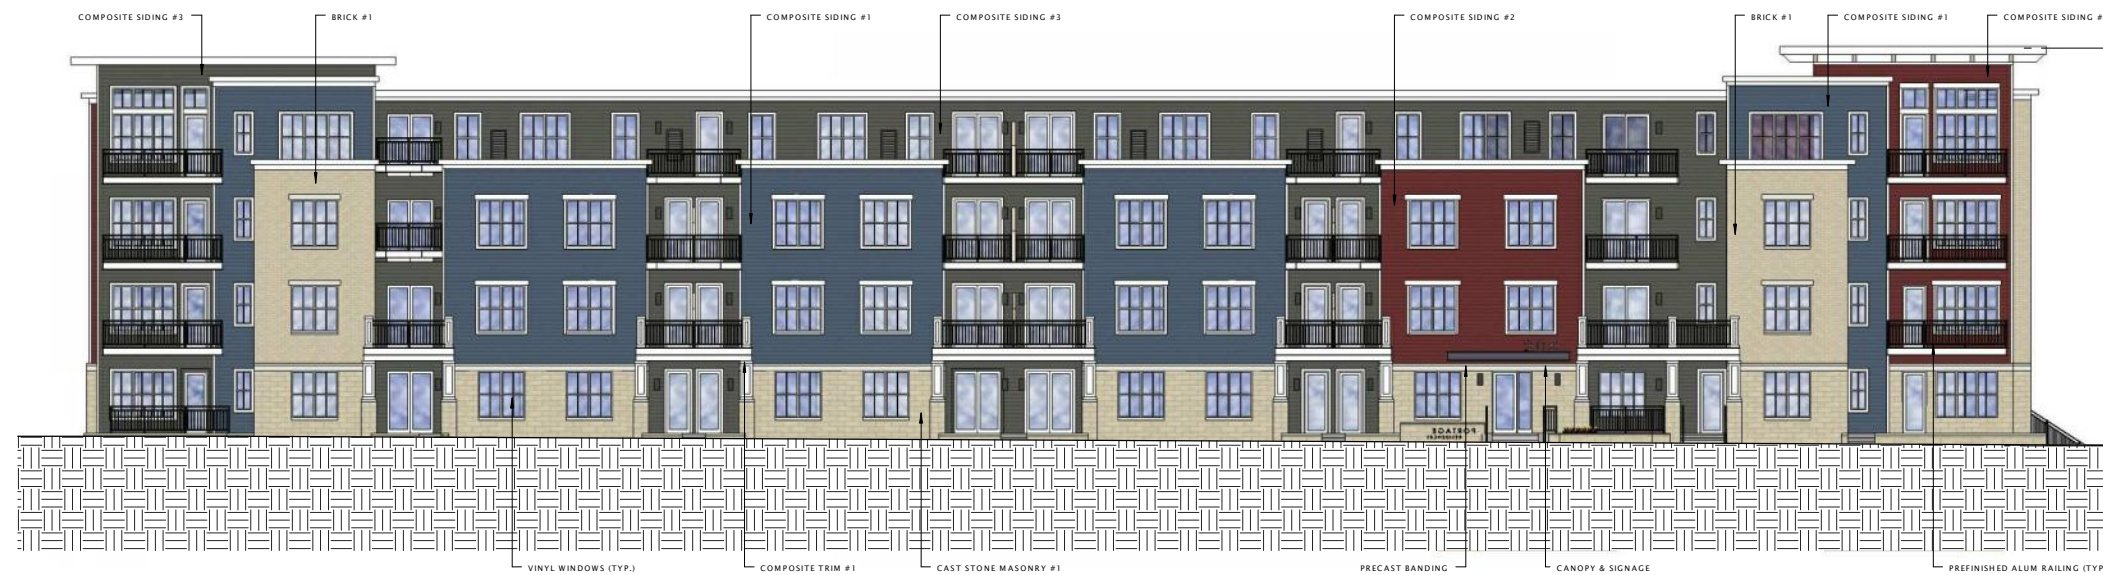 COMPOSITE SIDING #3
BRICK #1
COMPOSITE SIDING #1
COMPOSITE SIDING #3
COMPOSITE SIDING #2
BRICK #1
COMPOSITE SIDING #1
COMPOSITE SIDING #
PORTAGE
RESIDENCES
VINYL WINDOWS (TYP.)
COMPOSITE TRIM #1
CAST STONE MASONRY #1
PRECAST BANDING
CANOPY & SIGNAGE
PREFINISHED ALUM RAILING (TYP